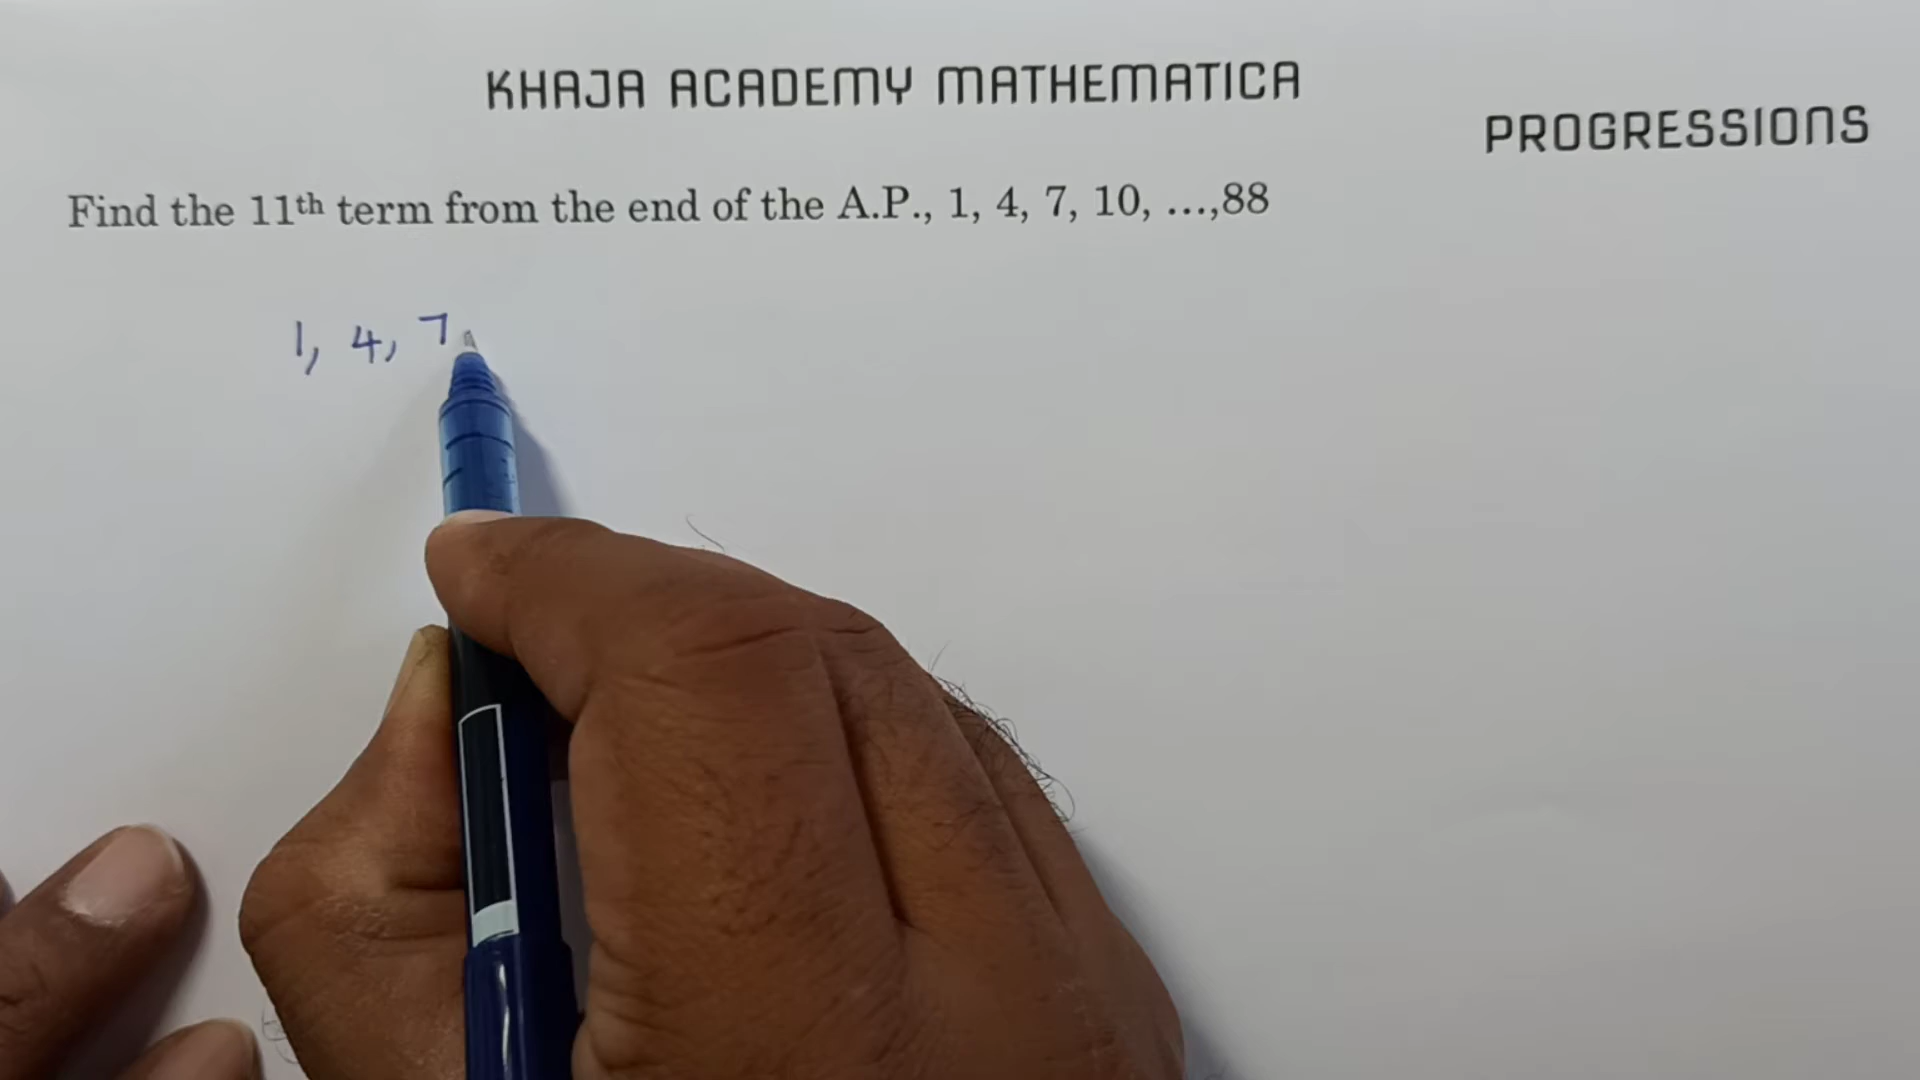 KHAJA ACADEMY MATHEMATICA
PROGRESSIONS
Find the 11th term from the end of the A.P., 1, 4, 7, 10, ...,88
1, 4, 7